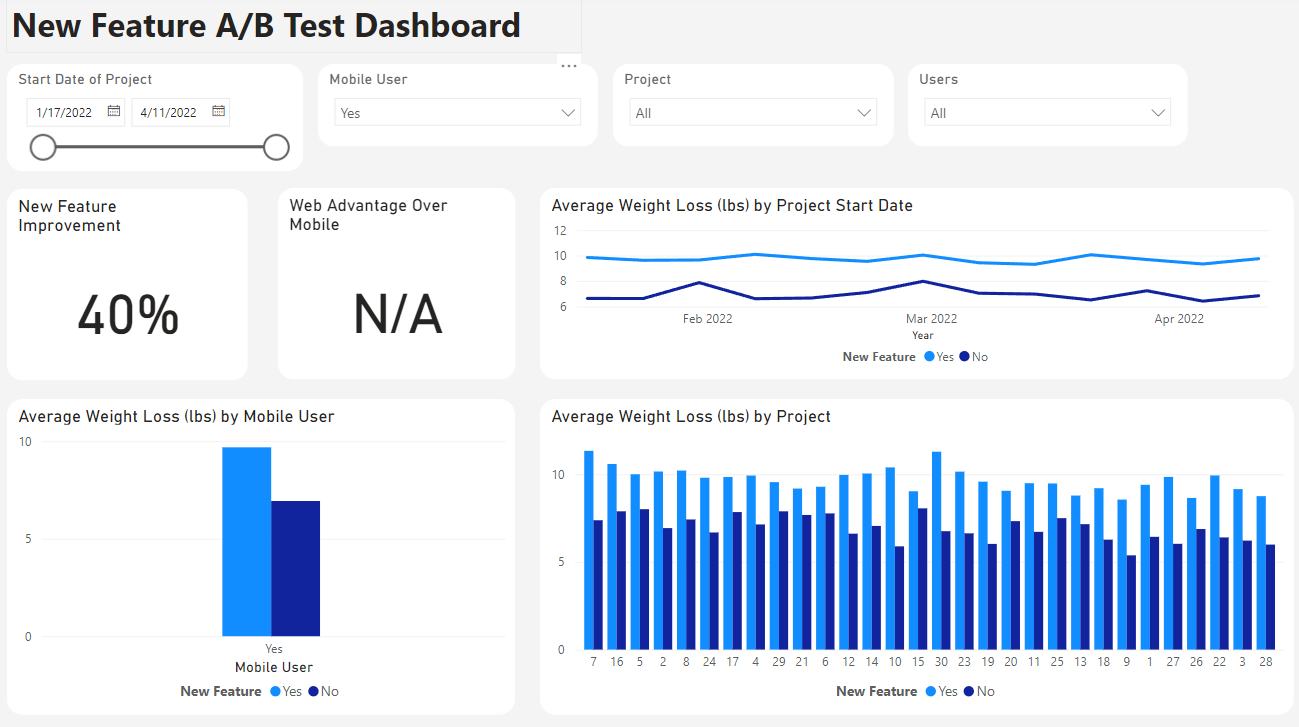 New Feature A/B Test Dashboard
...
Start Date of Project
1/17/2022 4/11/2022
Mobile User
Yes
Project
All
Users
All
New Feature
Improvement
40%
Web Advantage Over
Mobile
N/A
Average Weight Loss (lbs) by Project Start Date
12
10
8
6
Feb 2022 Mar 2022 Apr 2022
Year
New Feature Yes No
Average Weight Loss (lbs) by Mobile User
10
5
0
Yes
Mobile User
New Feature Yes No
Average Weight Loss (lbs) by Project
10
5
0
7 16 5 2 8 24 17 4 29 21 6 12 14 10 15 30 23 19 20 11 25 13 18 9 1 27 26 22 3 28
New Feature Yes No